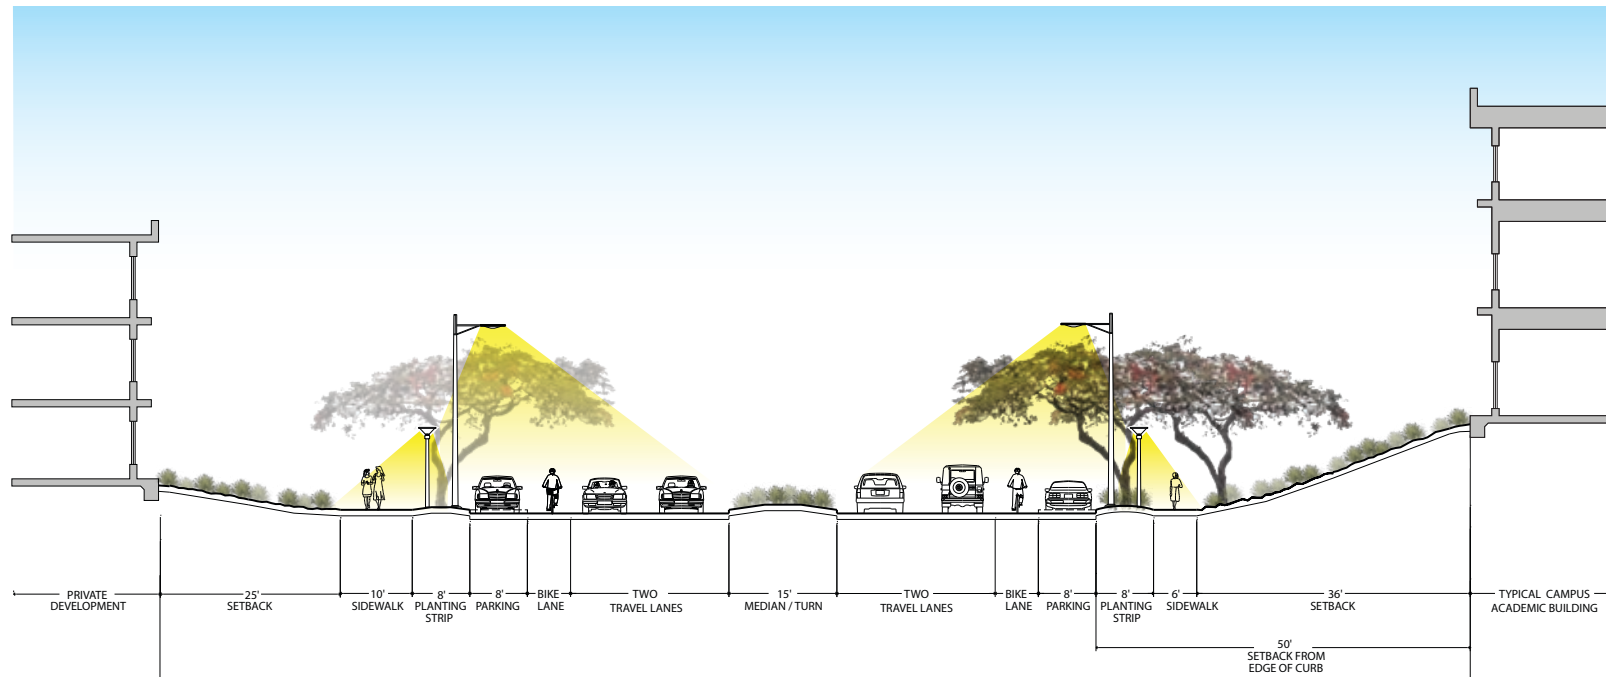 PRIVATE
DEVELOPMENT
25'
SETBACK
10'
SIDEWALK
8'
PLANTING
STRIP
8'
PARKING
BIKE
LANE
TWO
TRAVEL LANES
15'
MEDIAN / TURN
TWO
TRAVEL LANES
BIKE
LANE
8'
PARKING
8'
PLANTING
STRIP
6'
SIDEWALK
36'
SETBACK
TYPICAL CAMPUS
ACADEMIC BUILDING
50'
SETBACK FROM
EDGE OF CURB